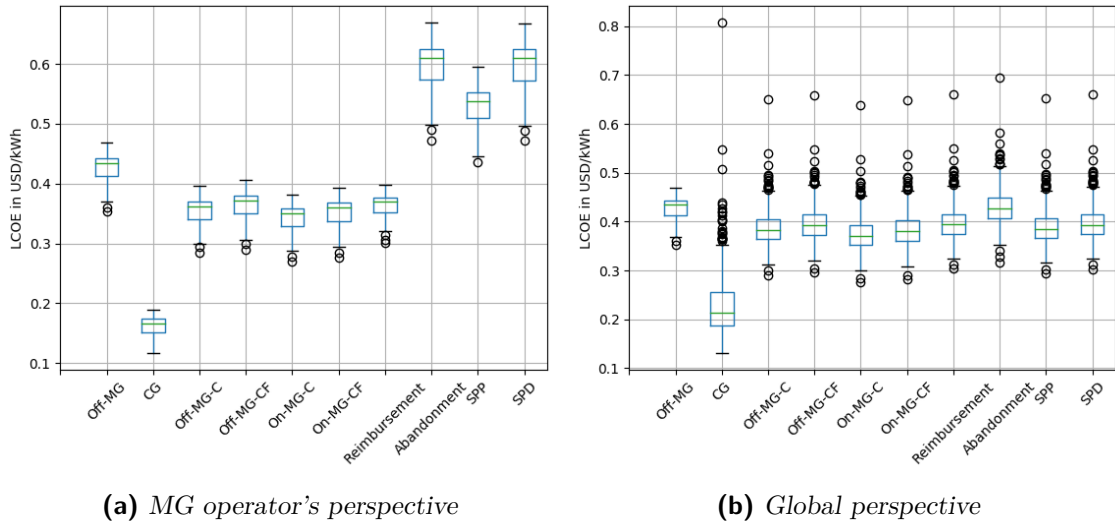 LCOE in USD/kWh
0.6
0.5
0.4
0.3
0.2
0.1
Off-MG
CG
Off-MG-C
Off-MG-CF
On-MG-C
On-MG-CF
Reimbursement
Abandonment
SPP
SPD
(a) MG operator's perspective
LCOE in USD/kWh
0.8
0.7
0.6
0.5
0.4
0.3
0.2
0.1
Off-MG
CG
Off-MG-C
Off-MG-CF
On-MG-C
On-MG-CF
Reimbursement
Abandonment
SPP
SPD
(b) Global perspective